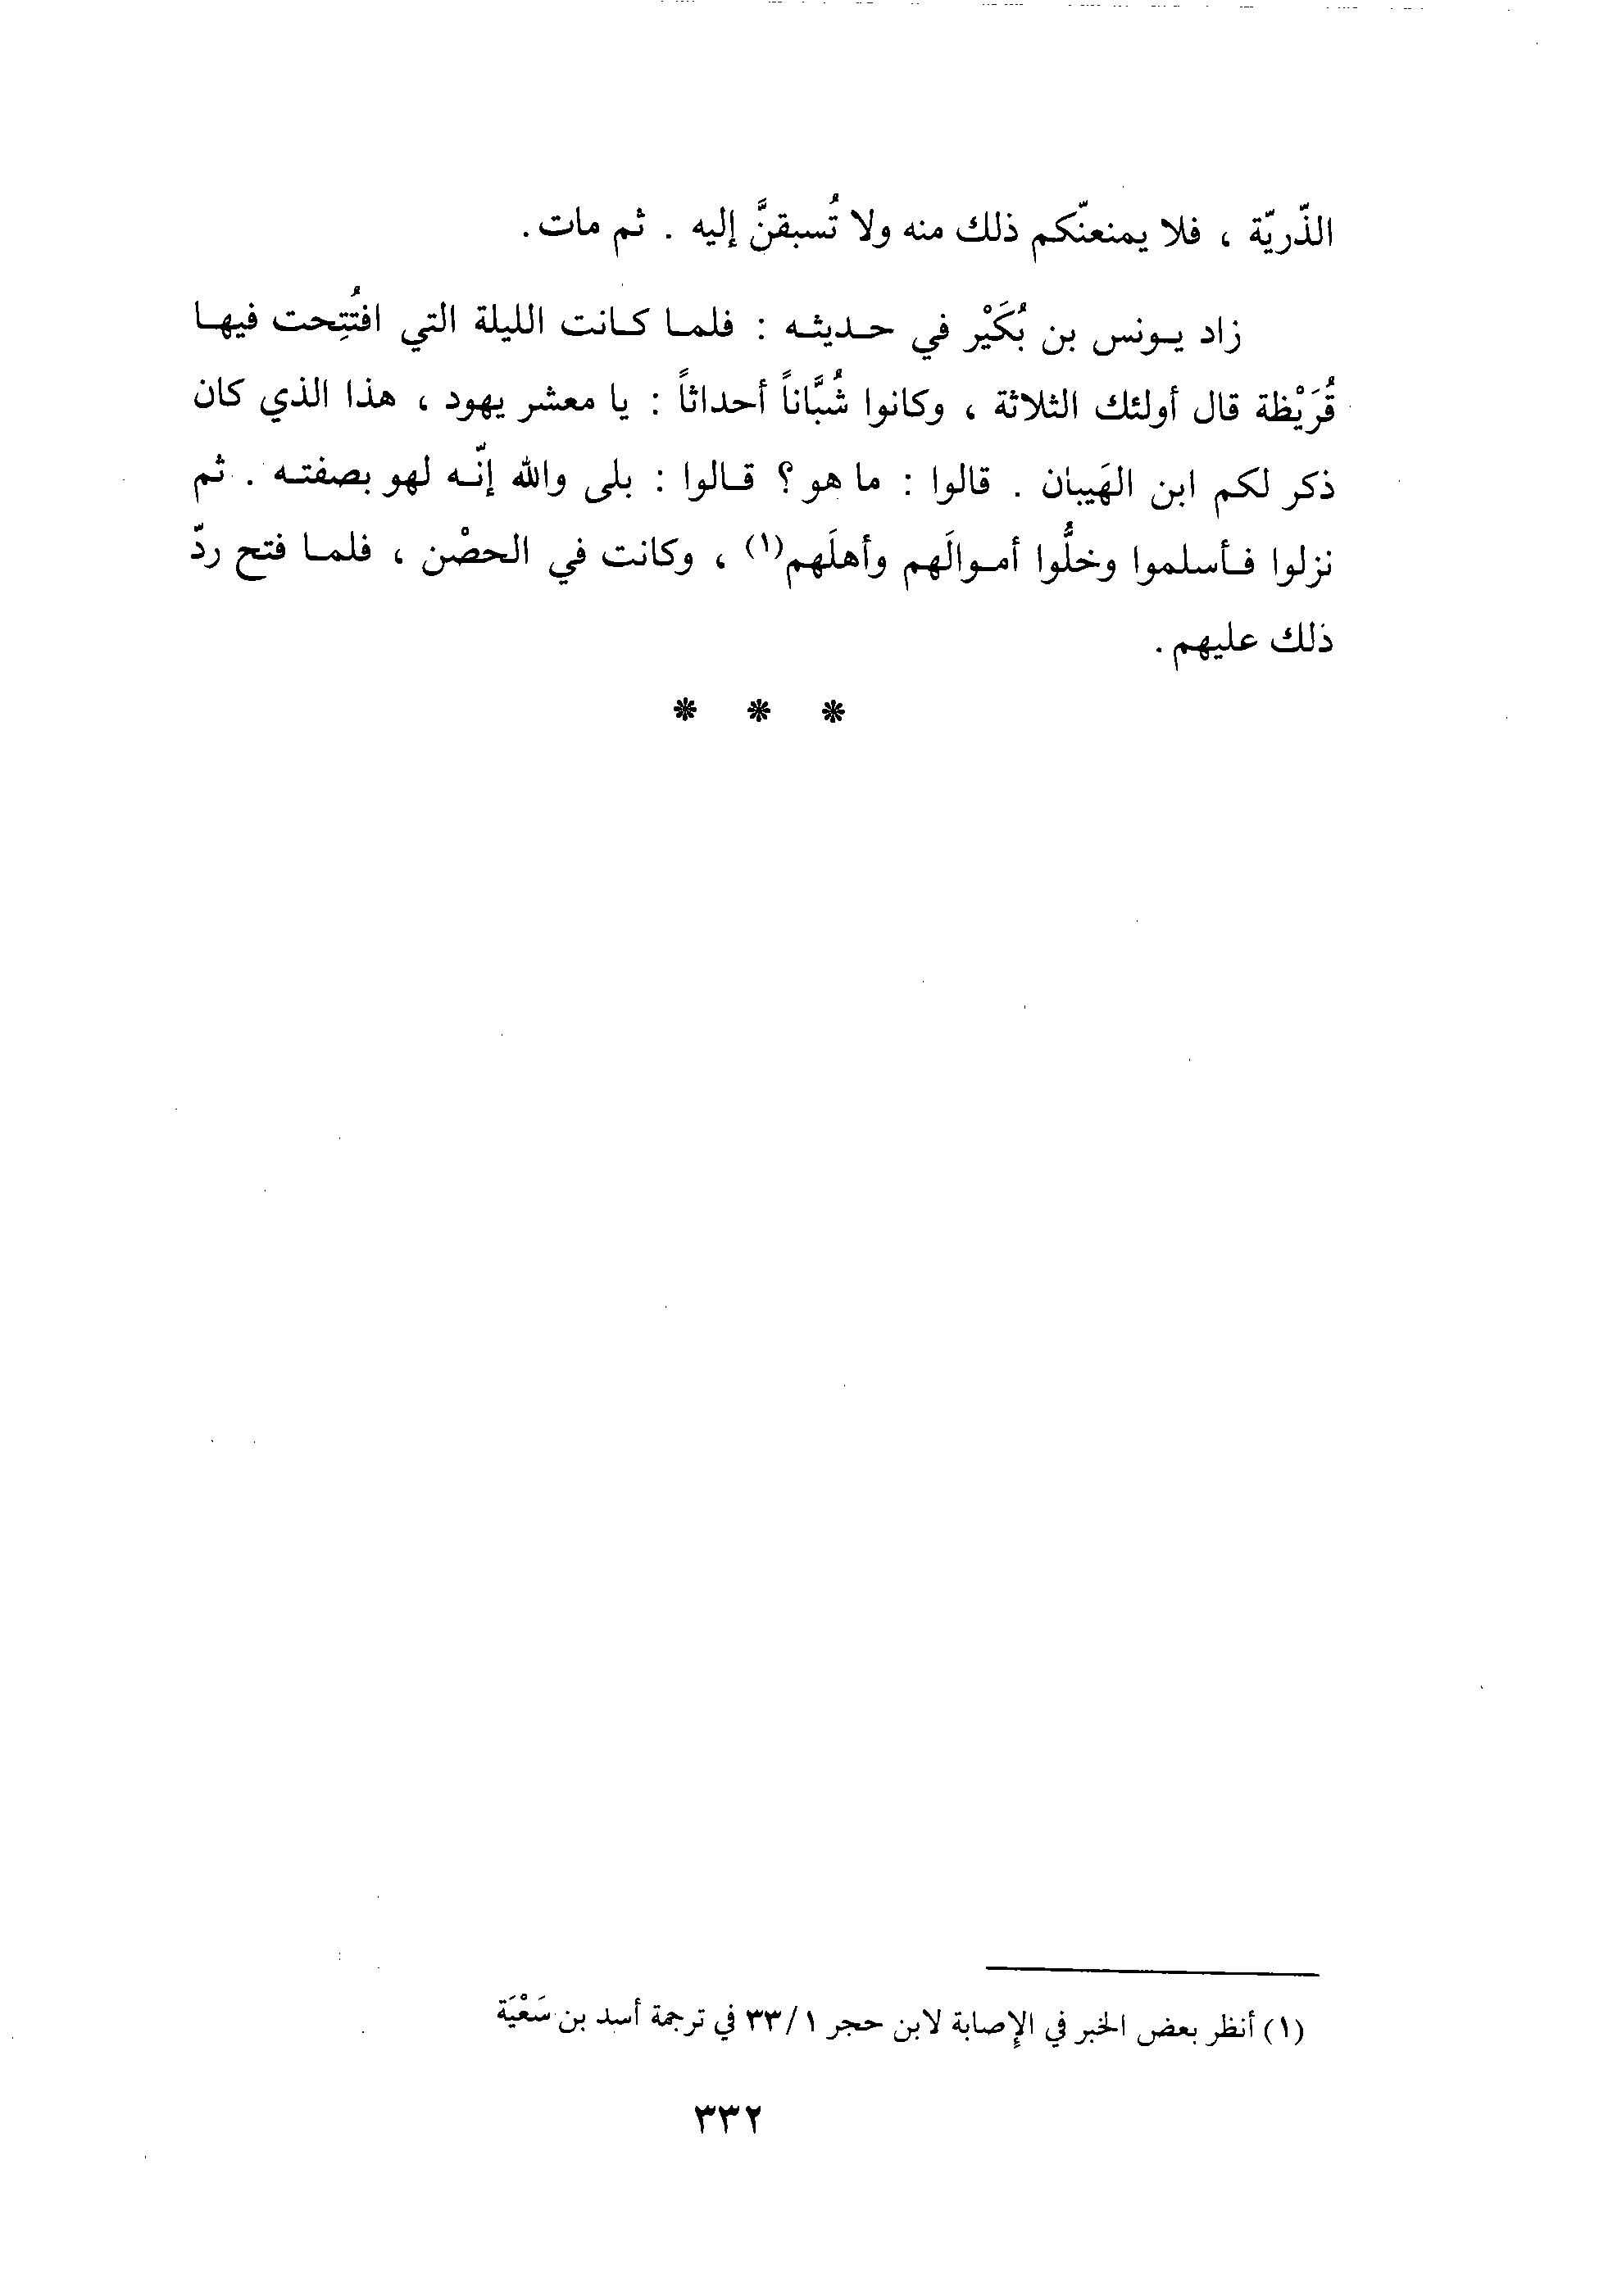 الذّريّة ، فلا يمنعنّكم ذلك منه ولا تُسبقنَّ إليه . ثم مات .
زاد يونس بن بُكَيْر في حديثه : فلما كانت الليلة التي افتُتِحت فيها
قُرَيْظة قال أولئك الثلاثة ، وكانوا شُبَّاناً أحداثاً : يا معشر يهود ، هذا الذي كان
ذكر لكم ابن الهَيبان . قالوا : ما هو ؟ قالوا : بلى والله إنّه لهو بصفته . ثم
نزلوا فأسلموا وخلُّوا أموالَهم وأهلَهم(١) ، وكانت في الحصْن ، فلما فتح ردّ
ذلك عليهم .
* * *
(١) أنظر بعض الخبر في الإصابة لابن حجر ٣٣/١ في ترجمة أسد بن سَعْيَة
٣٣٢